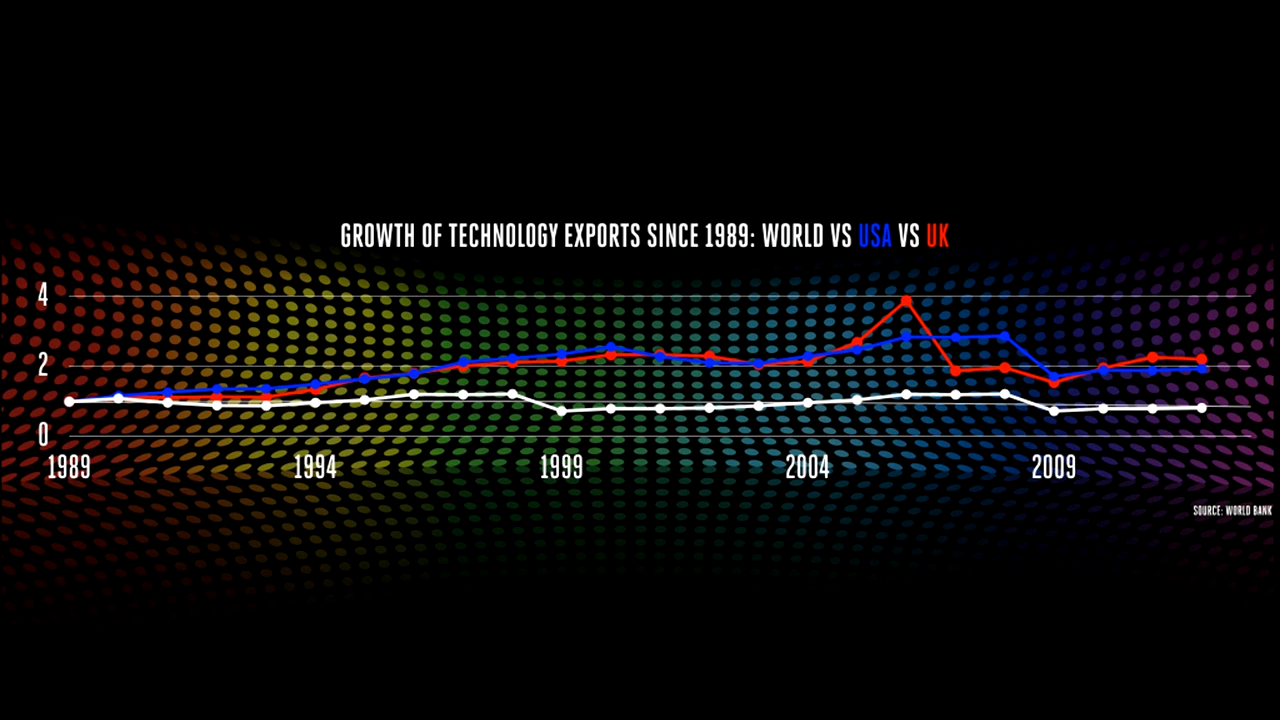 GROWTH OF TECHNOLOGY EXPORTS SINCE 1989: WORLD VS USA VS UK
4
2
0
1989 1994 1999 2004 2009
SOURCE: WORLD BANK